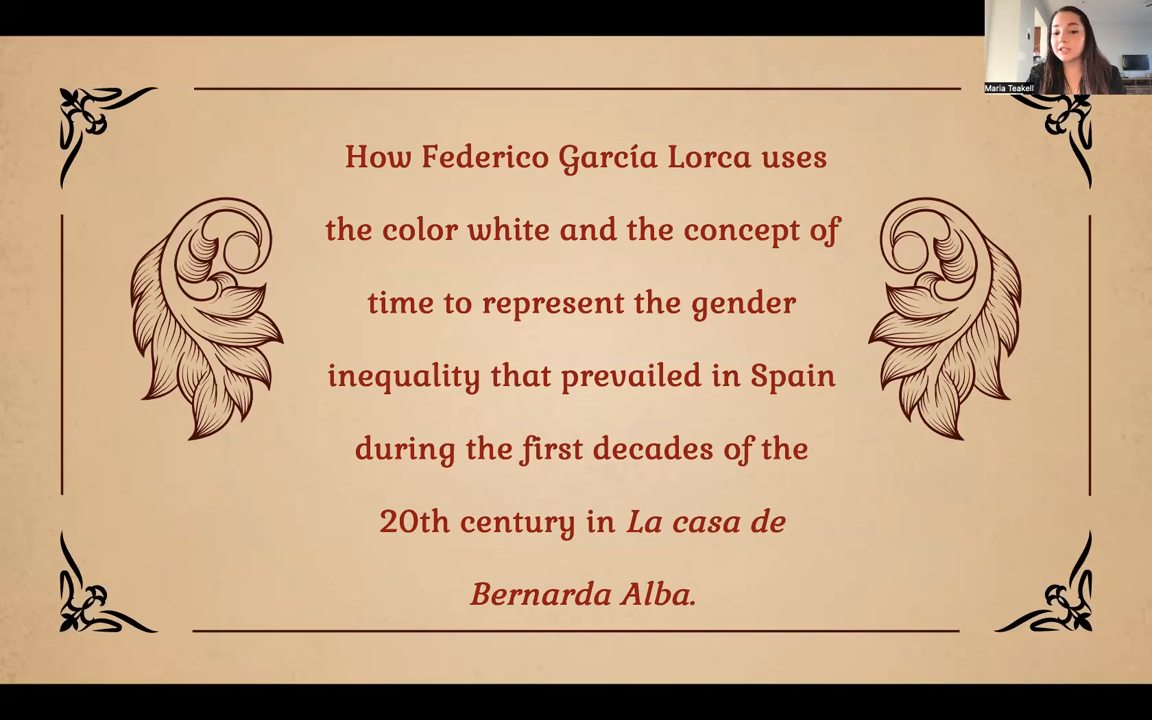 Maria Teakell
How Federico García Lorca uses
the color white and the concept of
time to represent the gender
inequality that prevailed in Spain
during the first decades of the
20th century in La casa de
Bernarda Alba.